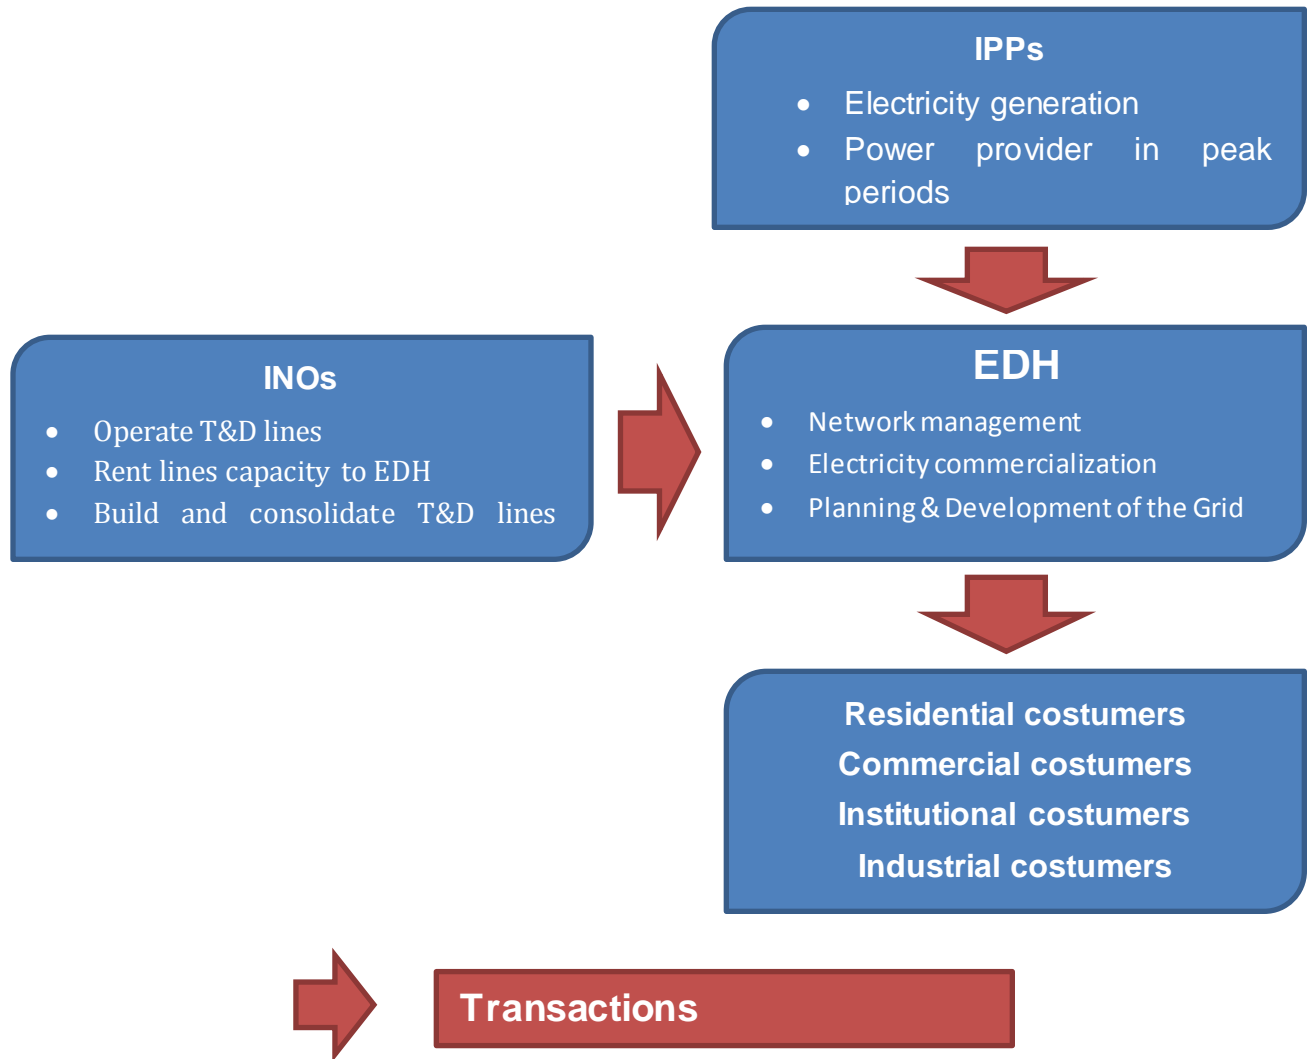 IPPs
• Electricity generation
• Power provider in peak
periods
INOs
• Operate T&D lines
• Rent lines capacity to EDH
• Build and consolidate T&D lines
EDH
• Network management
• Electricity commercialization
• Planning & Development of the Grid
Residential costumers
Commercial costumers
Institutional costumers
Industrial costumers
Transactions